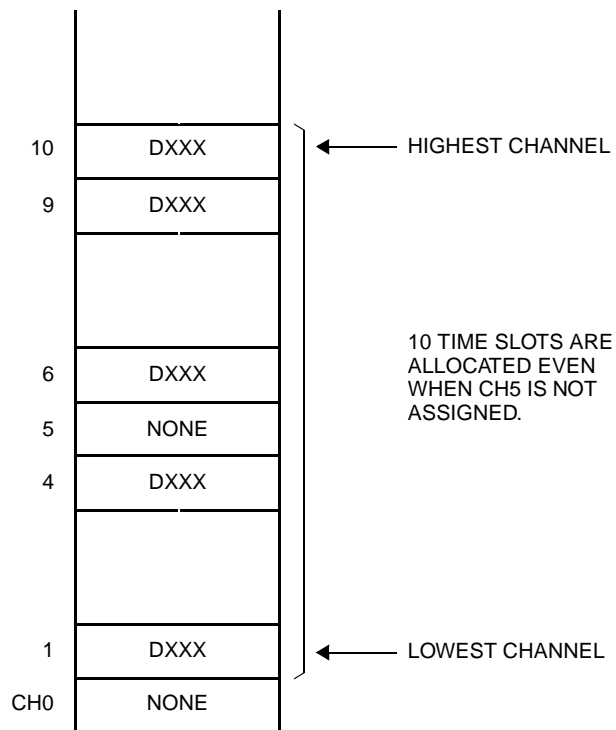 10 DXXX HIGHEST CHANNEL
9 DXXX
10 TIME SLOTS ARE
ALLOCATED EVEN
WHEN CH5 IS NOT
ASSIGNED.
6 DXXX
5 NONE
4 DXXX
1 DXXX LOWEST CHANNEL
CH0 NONE